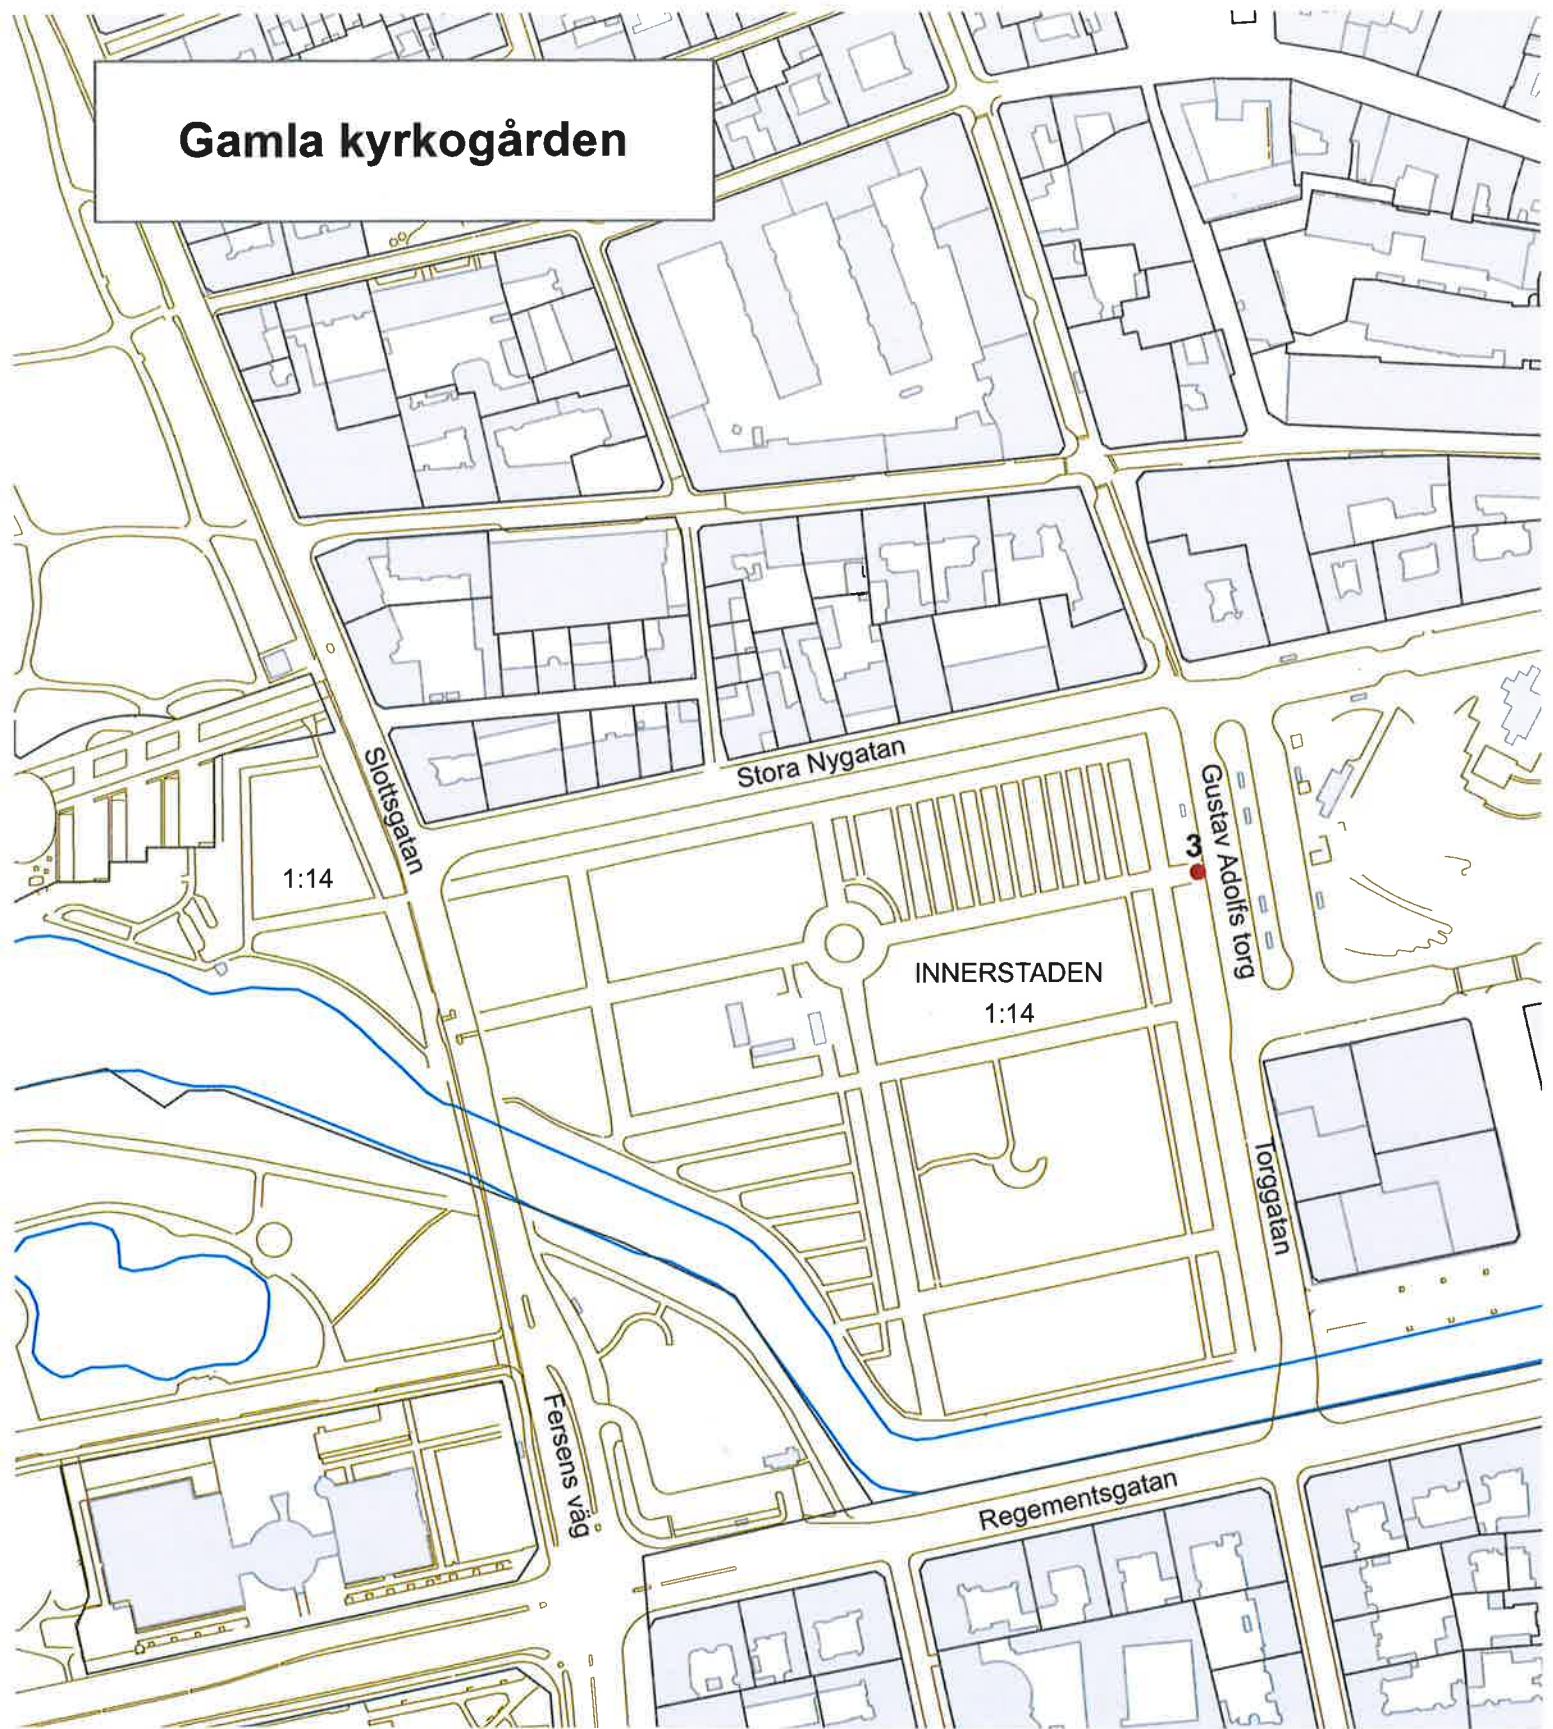 Gamla kyrkogården
Stora Nygatan
Slottsgatan
Gustav Adolfs torg
3
1:14
INNERSTADEN
1:14
Torggatan
Fersens väg
Regementsgatan